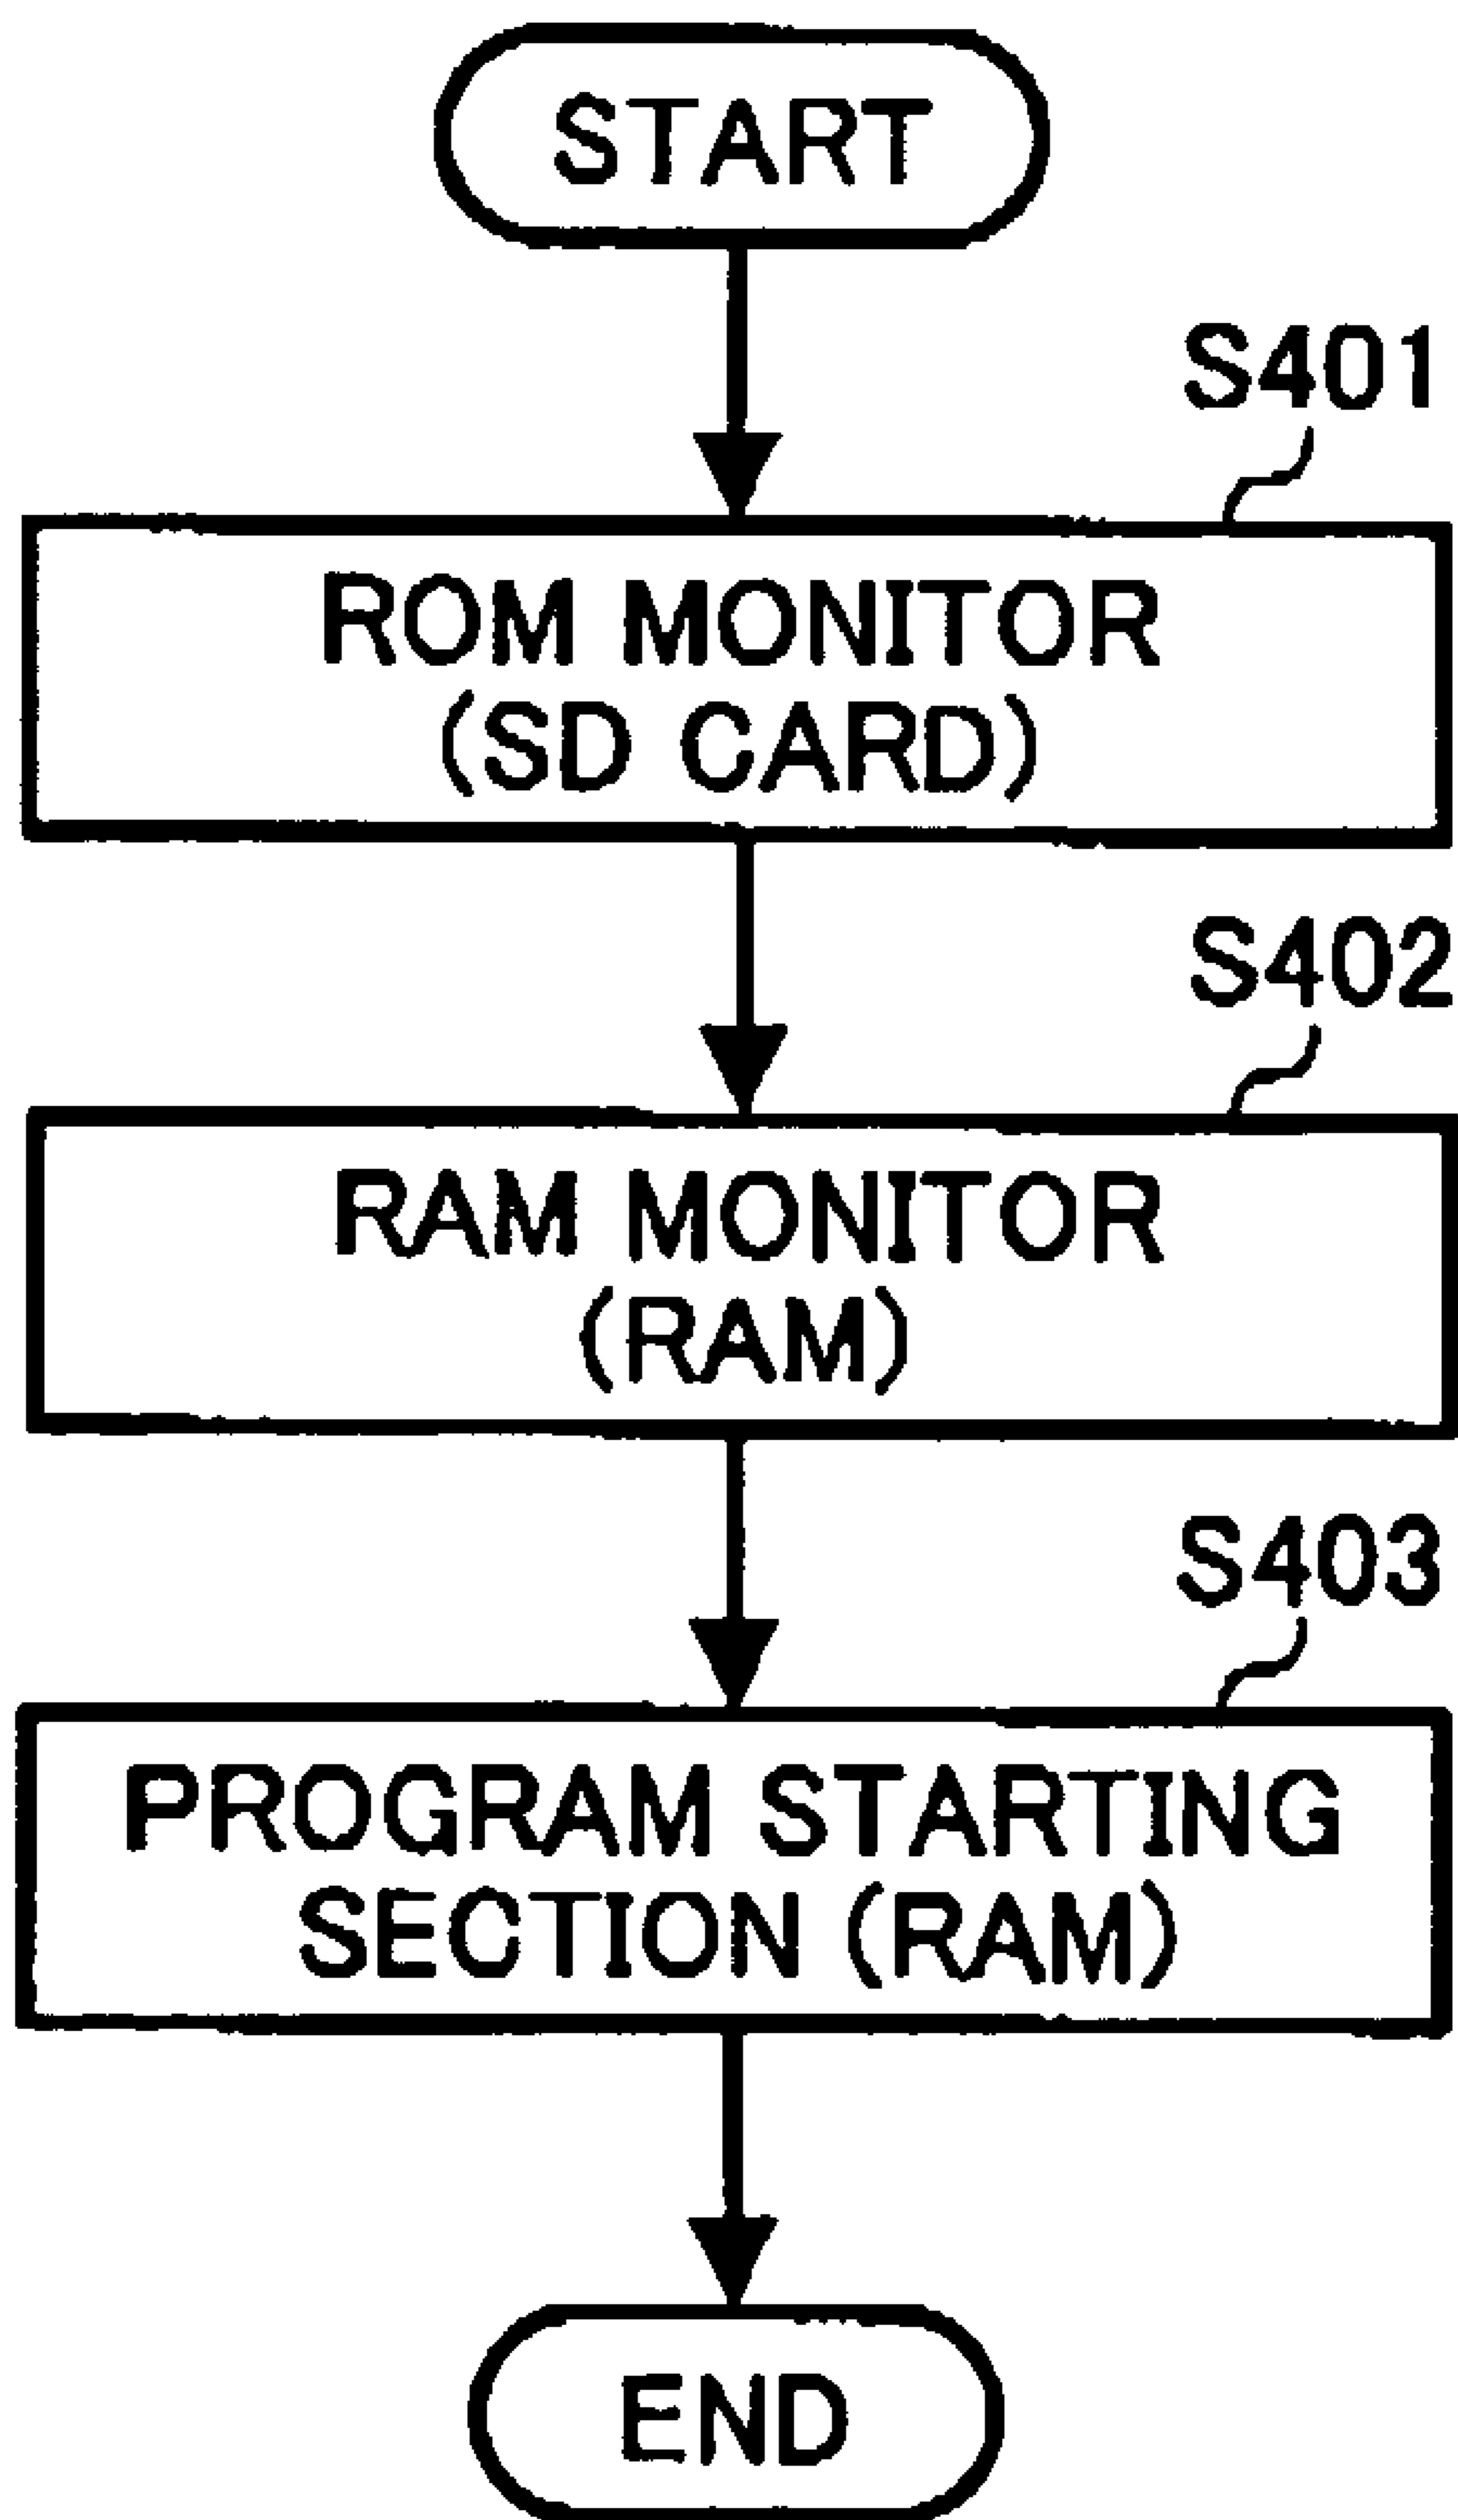 START
S401
ROM MONITOR
(SD CARD)
S402
RAM MONITOR
(RAM)
S403
PROGRAM STARTING
SECTION (RAM)
END